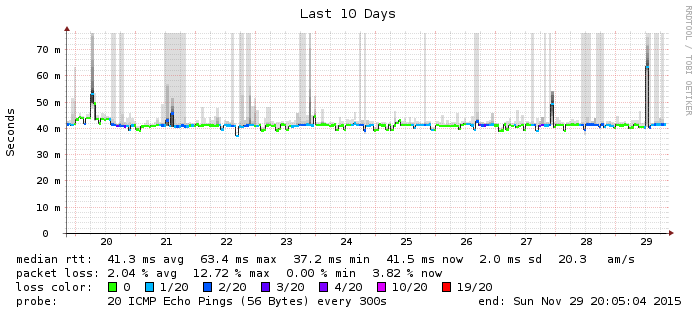 Last 10 Days
RRDTOOL / TOBI OETIKER
Seconds
70 m
60 m
50 m
40 m
30 m
20 m
10 m
0
20 21 22 23 24 25 26 27 28 29
median rtt: 41.3 ms avg 63.4 ms max 37.2 ms min 41.5 ms now 2.0 ms sd 20.3 am/s
packet loss: 2.04 % avg 12.72 % max 0.00 % min 3.82 % now
loss color: 0 1/20 2/20 3/20 4/20 10/20 19/20
probe: 20 ICMP Echo Pings (56 Bytes) every 300s end: Sun Nov 29 20:05:04 2015